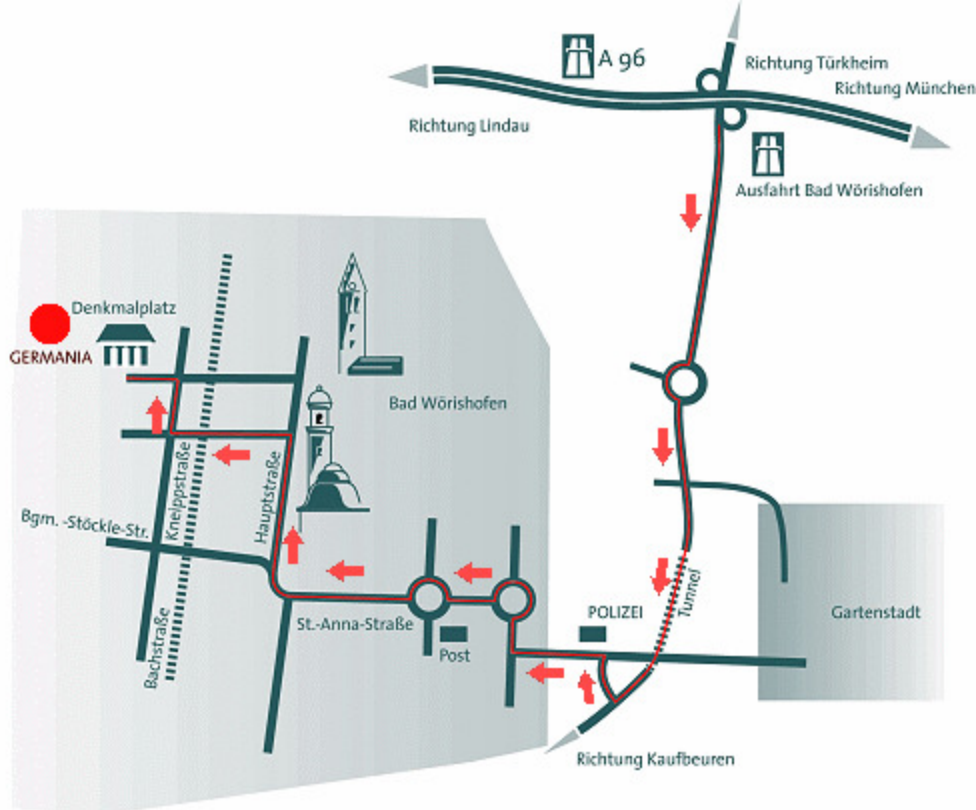 A 96
Richtung Türkheim
Richtung München
Richtung Lindau
Ausfahrt Bad Wörishofen
Denkmalplatz
GERMANIA
Bad Wörishofen
Kneippstraße
Hauptstraße
Bgm. -Stöckle-Str.
Tunnel
POLIZEI
Gartenstadt
St.-Anna-Straße
Post
Bachstraße
Richtung Kaufbeuren